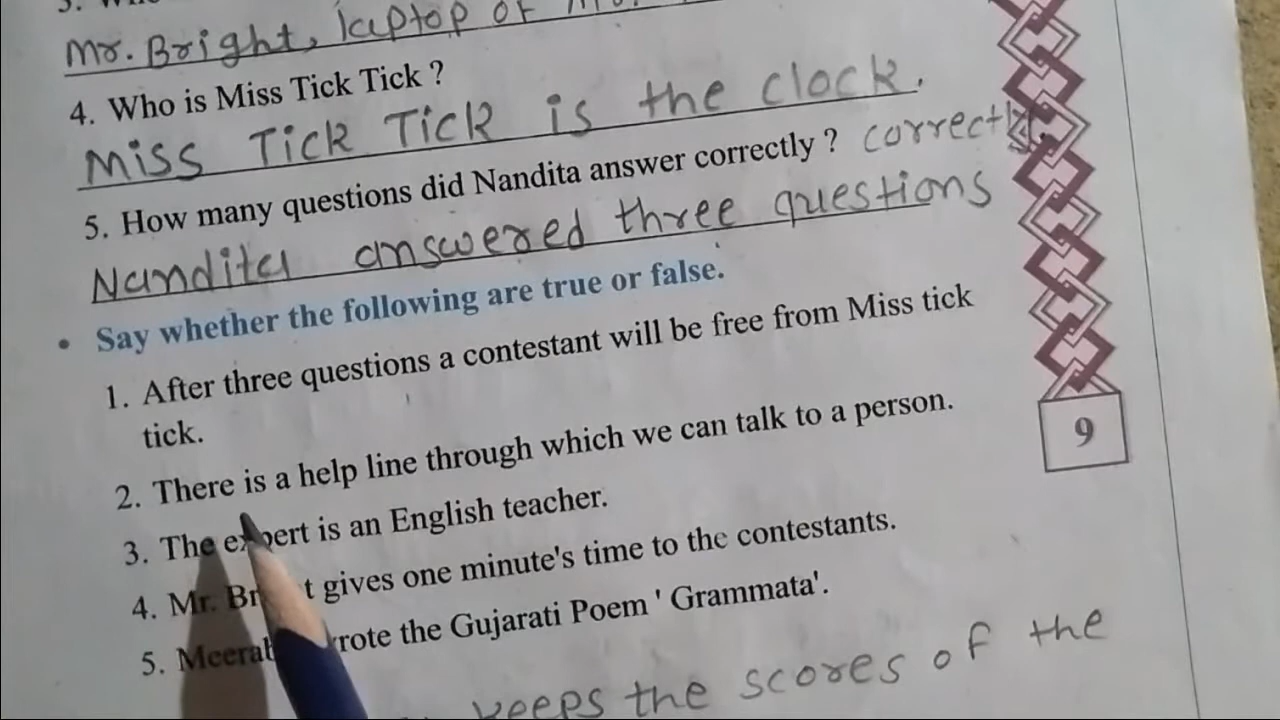 3.
Mr. Bright, laptop of
4. Who is Miss Tick Tick ?
Miss Tick Tick is the clock.
5. How many questions did Nandita answer correctly ? correctly.
Nandita answered three questions
• Say whether the following are true or false.
1. After three questions a contestant will be free from Miss tick
tick.
2. There is a help line through which we can talk to a person.
3. The expert is an English teacher.
4. Mr. gives one minute's time to the contestants.
5. the Gujarati Poem ' Grammata'.
keeps the scores of the
9